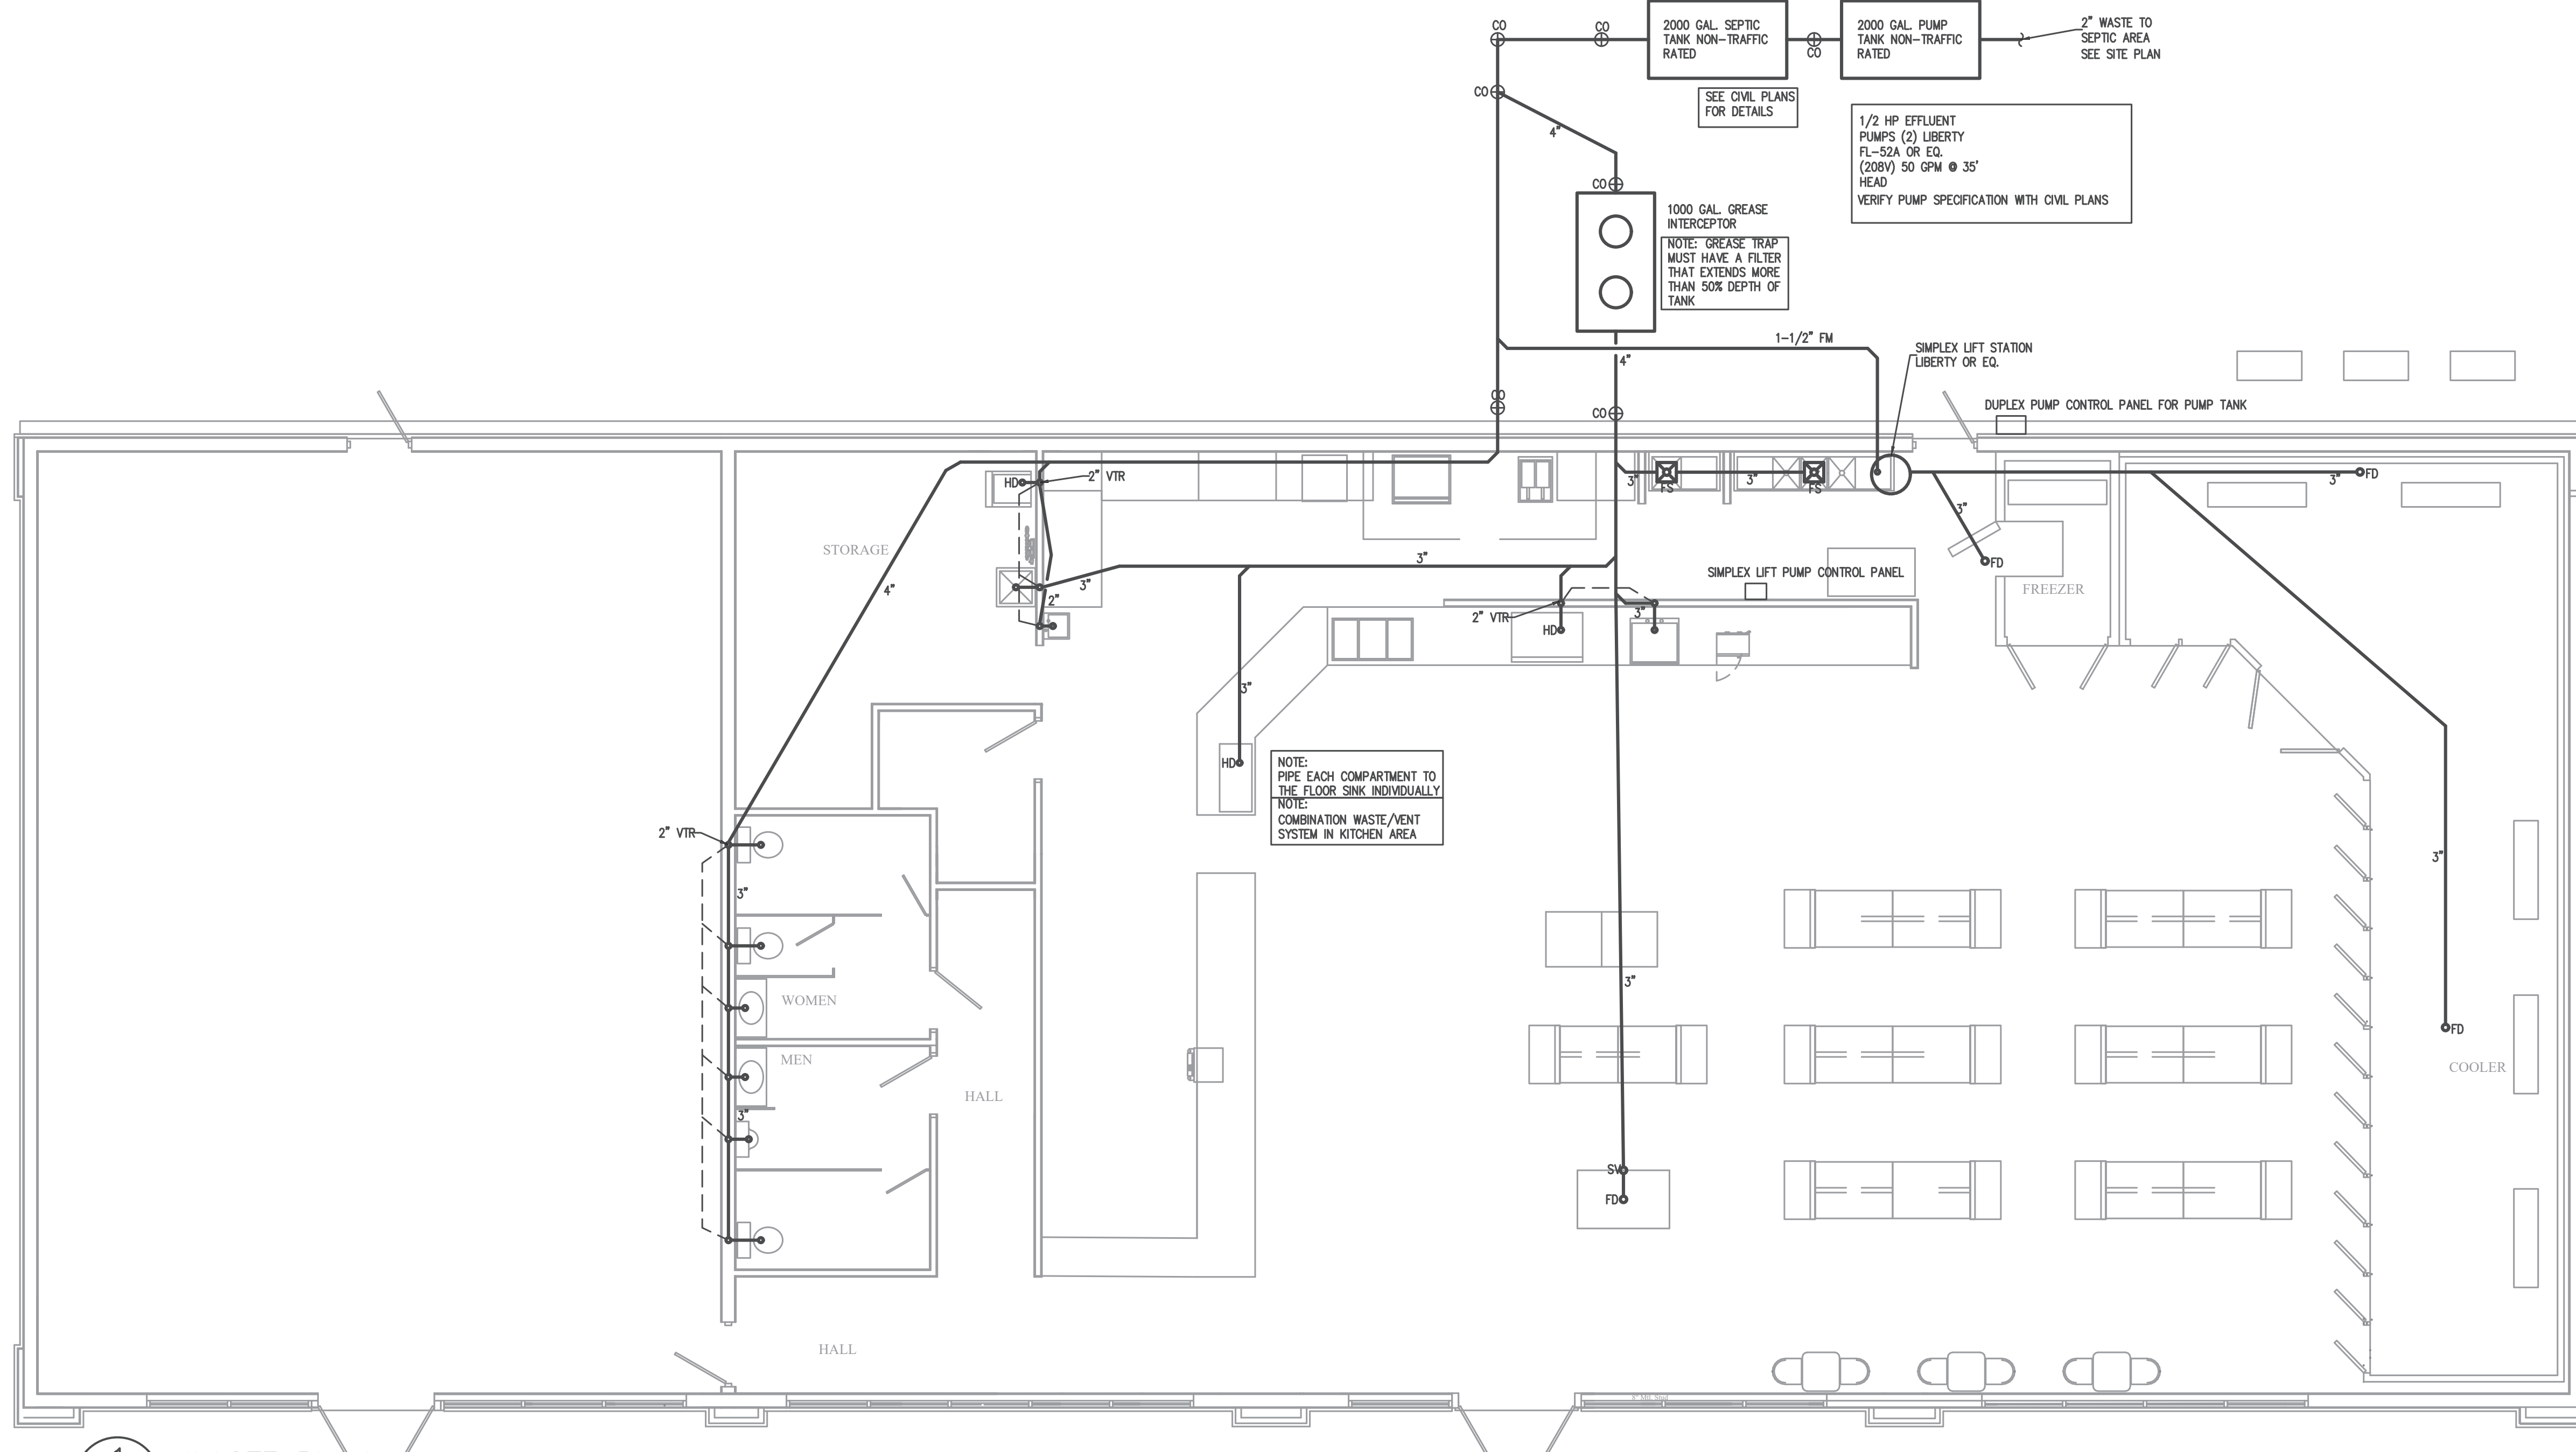 CO
CO
2000 GAL. SEPTIC
TANK NON-TRAFFIC
RATED
CO
2000 GAL. PUMP
TANK NON-TRAFFIC
RATED
2" WASTE TO
SEPTIC AREA
SEE SITE PLAN
CO
4"
SEE CIVIL PLANS
FOR DETAILS
1/2 HP EFFLUENT
PUMPS (2) LIBERTY
FL-52A OR EQ.
(208V) 50 GPM @ 35'
HEAD
VERIFY PUMP SPECIFICATION WITH CIVIL PLANS
CO
1000 GAL. GREASE
INTERCEPTOR
NOTE: GREASE TRAP
MUST HAVE A FILTER
THAT EXTENDS MORE
THAN 50% DEPTH OF
TANK
1-1/2" FM
4"
SIMPLEX LIFT STATION
LIBERTY OR EQ.
CO
CO
DUPLEX PUMP CONTROL PANEL FOR PUMP TANK
HD
2" VTR
3"
FS
3"
FS
3"
FD
3"
FD
STORAGE
4"
3"
2"
3"
SIMPLEX LIFT PUMP CONTROL PANEL
FREEZER
2" VTR
HD
3"
3"
HD
NOTE:
PIPE EACH COMPARTMENT TO
THE FLOOR SINK INDIVIDUALLY
NOTE:
COMBINATION WASTE/VENT
SYSTEM IN KITCHEN AREA
2" VTR
3"
3"
WOMEN
MEN
3"
HALL
3"
FD
COOLER
SV
FD
HALL
8" Mtl. Stud
1